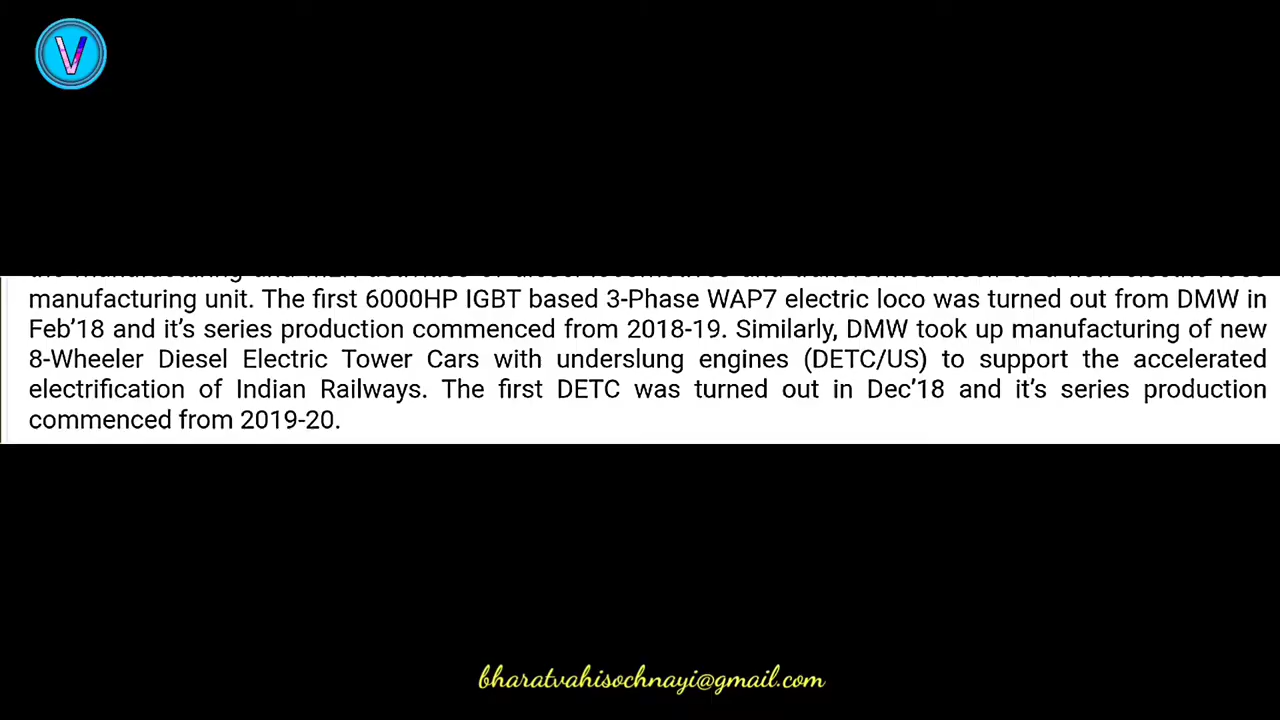 V
the manufacturing and
manufacturing unit. The first 6000HP IGBT based 3-Phase WAP7 electric loco was turned out from DMW in
Feb’18 and it’s series production commenced from 2018-19. Similarly, DMW took up manufacturing of new
8-Wheeler Diesel Electric Tower Cars with underslung engines (DETC/US) to support the accelerated
electrification of Indian Railways. The first DETC was turned out in Dec’18 and it’s series production
commenced from 2019-20.
bharatvahisochnayi@gmail.com